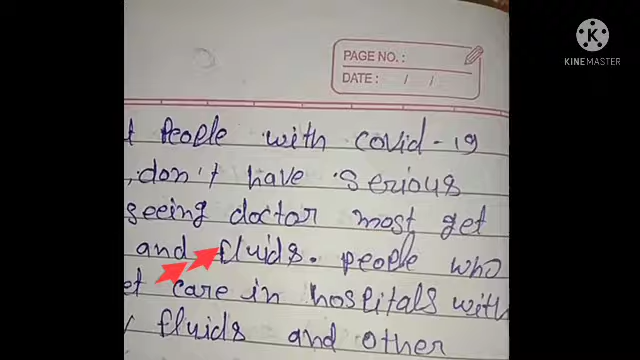 K
KINEMASTER
PAGE NO.:
DATE: / /
t People with covid-19
, don't have serious
seeing doctor most get
and fluids. people who
et care in hospitals with
fluids and other